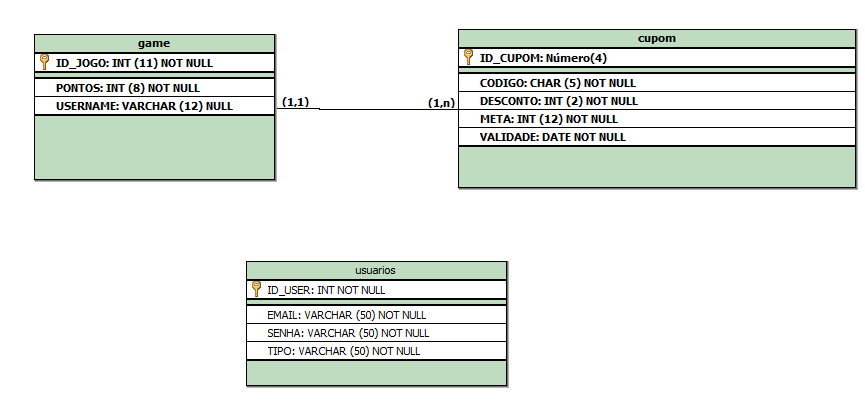 game
ID_JOGO: INT (11) NOT NULL
PONTOS: INT (8) NOT NULL
USERNAME: VARCHAR (12) NULL
(1,1)
(1,n)
cupom
ID_CUPOM: Número(4)
CODIGO: CHAR (5) NOT NULL
DESCONTO: INT (2) NOT NULL
META: INT (12) NOT NULL
VALIDADE: DATE NOT NULL
usuarios
ID_USER: INT NOT NULL
EMAIL: VARCHAR (50) NOT NULL
SENHA: VARCHAR (50) NOT NULL
TIPO: VARCHAR (50) NOT NULL